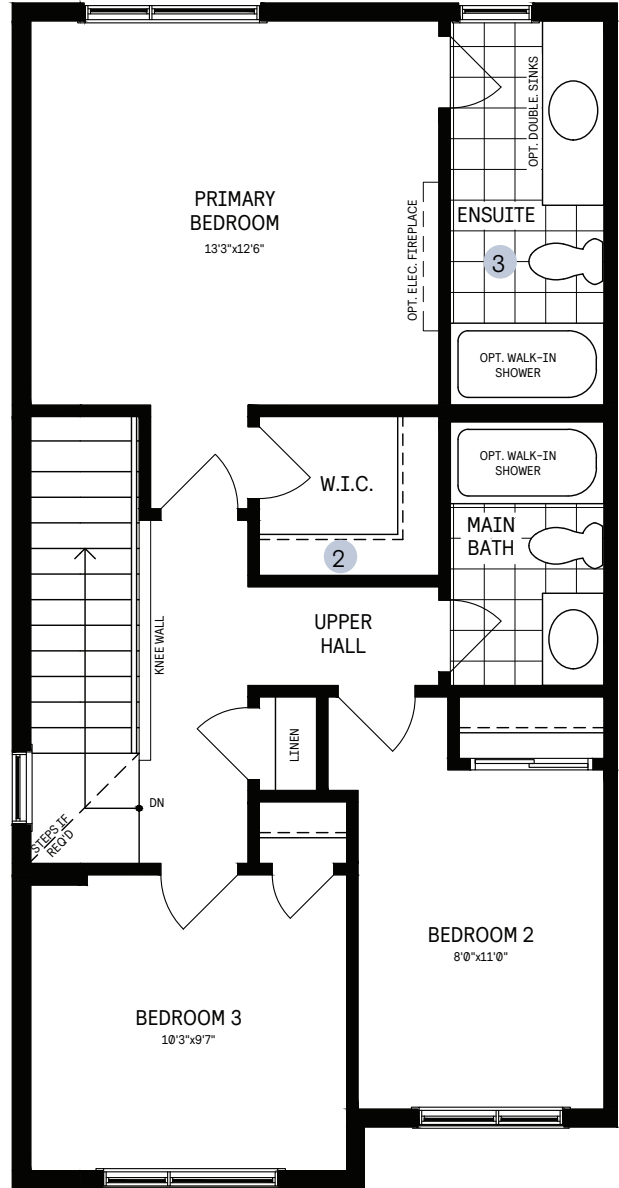 OPT. DOUBLE. SINKS
PRIMARY
BEDROOM
13'3"x12'6"
OPT. ELEC. FIREPLACE
ENSUITE
3
OPT. WALK-IN
SHOWER
W.I.C.
2
OPT. WALK-IN
SHOWER
MAIN
BATH
KNEE WALL
UPPER
HALL
LINEN
DN
STEPS IF
REQ'D
BEDROOM 2
8'0"x11'0"
BEDROOM 3
10'3"x9'7"